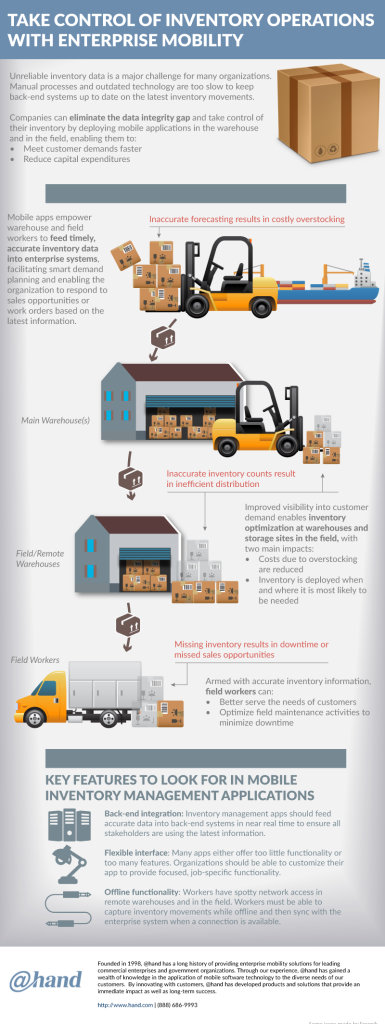 TAKE CONTROL OF INVENTORY OPERATIONS
WITH ENTERPRISE MOBILITY
Unreliable inventory data is a major challenge for many organizations.
Manual processes and outdated technology are too slow to keep
back-end systems up to date on the latest inventory movements.
Companies can eliminate the data integrity gap and take control of
their inventory by deploying mobile applications in the warehouse
and in the field, enabling them to:
• Meet customer demands faster
• Reduce capital expenditures
Mobile apps empower
warehouse and field
workers to feed timely,
accurate inventory data
into enterprise systems,
facilitating smart demand
planning and enabling the
organization to respond to
sales opportunities or
work orders based on the
latest information.
Inaccurate forecasting results in costly overstocking
Main Warehouse(s)
Inaccurate inventory counts result
in inefficient distribution
Improved visibility into customer
demand enables inventory
optimization at warehouses and
storage sites in the field, with
two main impacts:
• Costs due to overstocking
are reduced
• Inventory is deployed when
and where it is most likely to
be needed
Field/Remote
Warehouses
Missing inventory results in downtime or
missed sales opportunities
Field Workers
Armed with accurate inventory information,
field workers can:
• Better serve the needs of customers
• Optimize field maintenance activities to
minimize downtime
KEY FEATURES TO LOOK FOR IN MOBILE
INVENTORY MANAGEMENT APPLICATIONS
Back-end integration: Inventory management apps should feed
accurate data into back-end systems in near real time to ensure all
stakeholders are using the latest information.
Flexible interface: Many apps either offer too little functionality or
too many features. Organizations should be able to customize their
app to provide focused, job-specific functionality.
Offline functionality: Workers have spotty network access in
remote warehouses and in the field. Workers must be able to
capture inventory movements while offline and then sync with the
enterprise system when a connection is available.
@hand
Founded in 1998, @hand has a long history of providing enterprise mobility solutions for leading
commercial enterprises and government organizations. Through our experience, @hand has gained a
wealth of knowledge in the application of mobile software technology to the diverse needs of our
customers. By innovating with customers, @hand has developed products and solutions that provide an
immediate impact as well as long-term success.
http://www.hand.com | (888) 686-9993